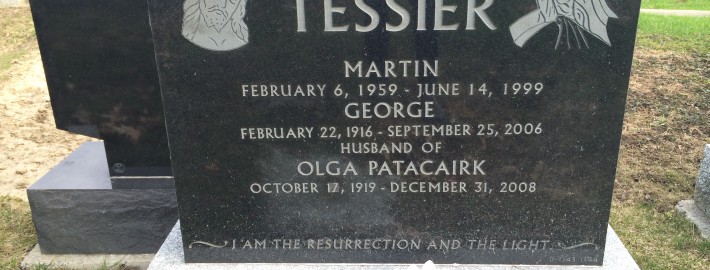 TESSIER
MARTIN
FEBRUARY 6, 1959 - JUNE 14, 1999
GEORGE
FEBRUARY 22, 1916 - SEPTEMBER 25, 2006
HUSBAND OF
OLGA PATACAIRK
OCTOBER 17, 1919 - DECEMBER 31, 2008
I AM THE RESURRECTION AND THE LIGHT